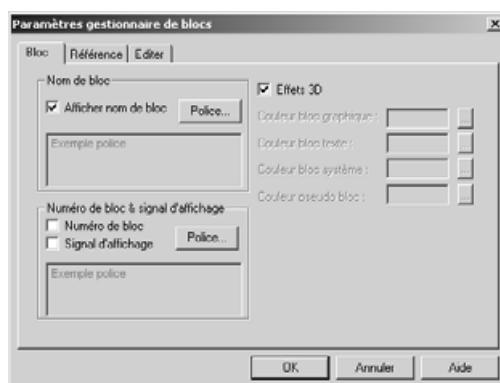 Paramètres gestionnaire de blocs
Bloc
Référence
Editer
Nom de bloc
Afficher nom de bloc
Police...
Exemple police
Numéro de bloc & signal d'affichage
Numéro de bloc
Signal d'affichage
Police...
Exemple police
Effets 3D
Couleur bloc graphique :
...
Couleur bloc texte :
...
Couleur bloc système :
...
Couleur pseudo bloc :
...
OK
Annuler
Aide